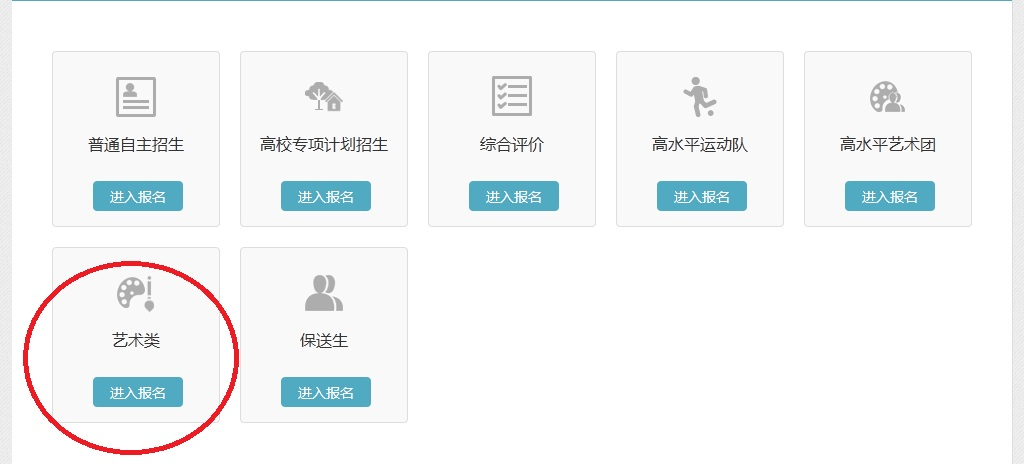 普通自主招生
高校专项计划招生
综合评价
高水平运动队
高水平艺术团
进入报名
进入报名
进入报名
进入报名
进入报名
艺术类
保送生
进入报名
进入报名